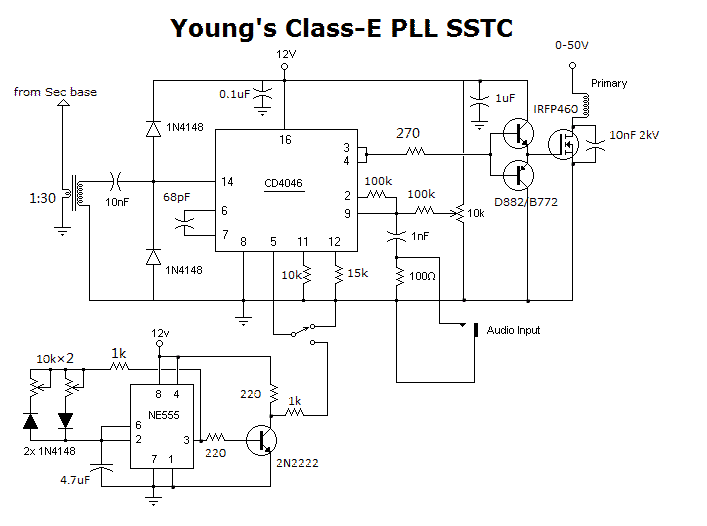 Young's Class-E PLL SSTC
12V
0-50V
from Sec base
0.1uF
1uF
Primary
IRFP460
1N4148
16
3
270
10nF 2kV
4
14
CD4046
100k
1:30
10nF
68pF
2
100k
6
9
10k
D882/B772
7
1nF
8
5
11
12
1N4148
10k
15k
100Ω
12v
Audio Input
10k×2
1k
8
4
220
1k
NE555
6
2
3
2x 1N4148
220
2N2222
7
1
4.7uF